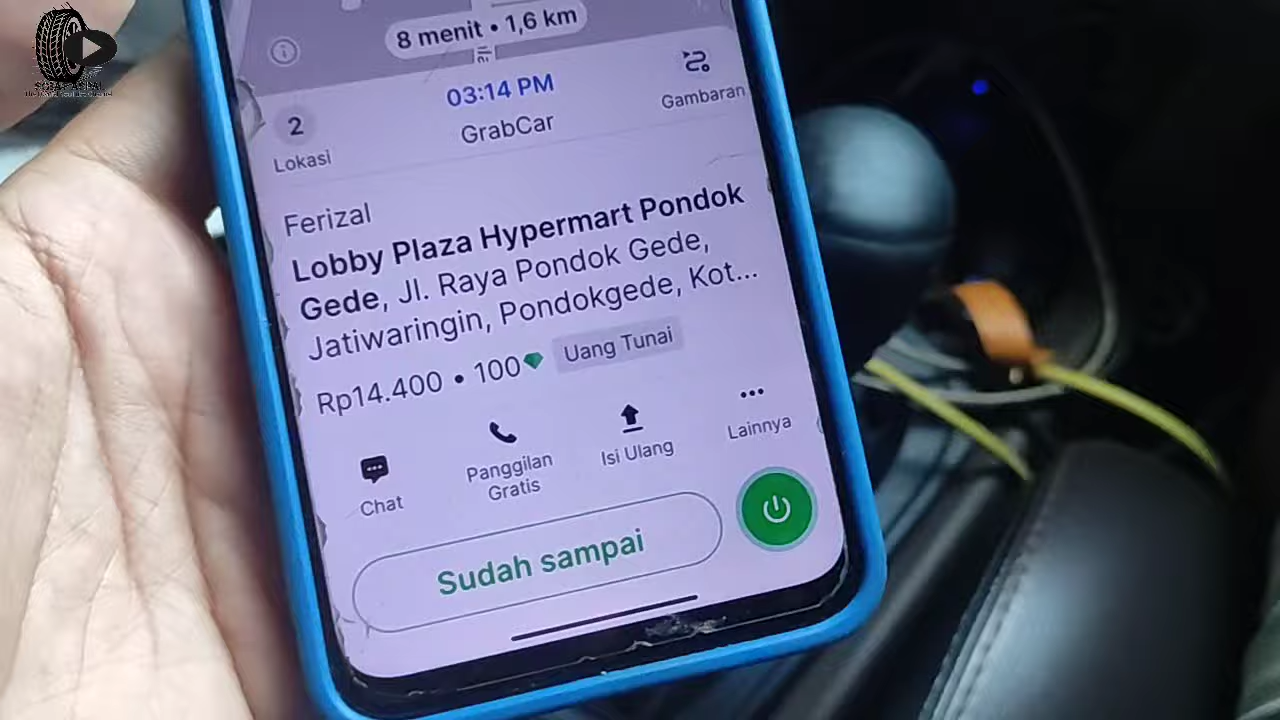 8 menit • 1,6 km
03:14 PM
Gambaran
2
GrabCar
Lokasi
Ferizal
Lobby Plaza Hypermart Pondok
Gede, Jl. Raya Pondok Gede,
Jatiwaringin, Pondokgede, Kot...
Rp14.400 • 100
Uang Tunai
Chat
Panggilan
Gratis
Isi Ulang
Lainnya
Sudah sampai